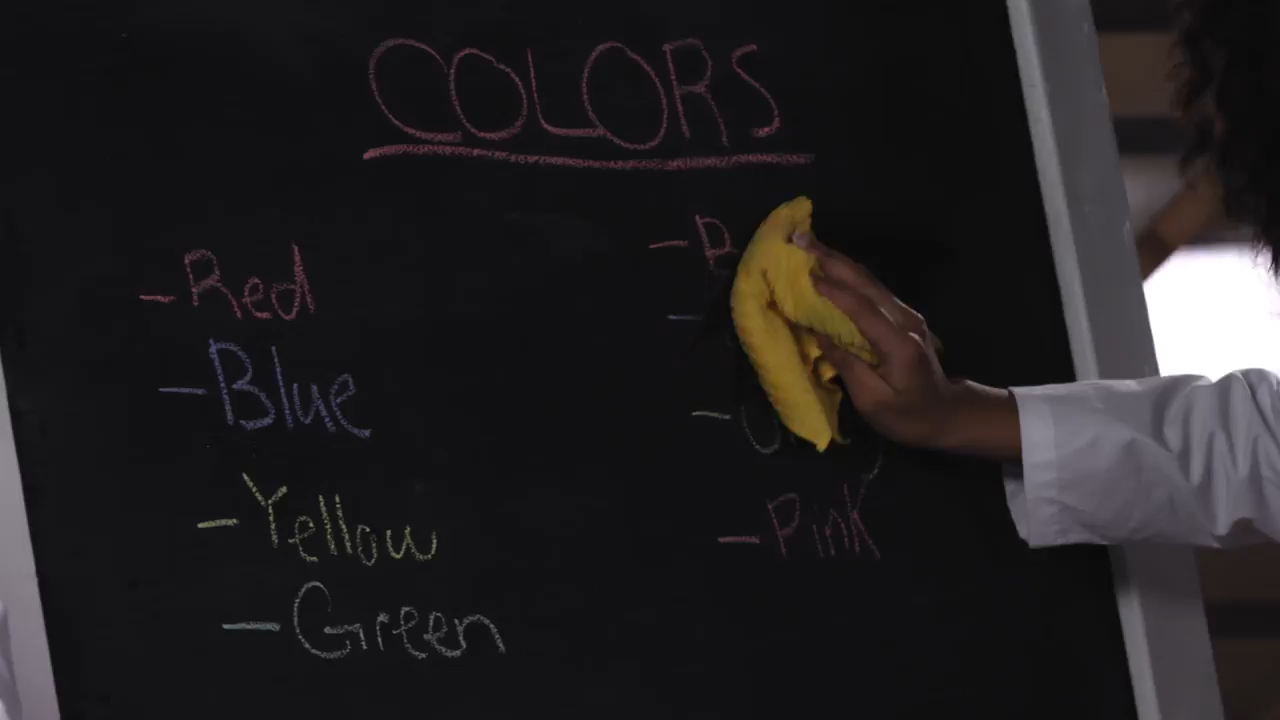 COLORS
- Red
- Blue
- Yellow
- Green
- Pink